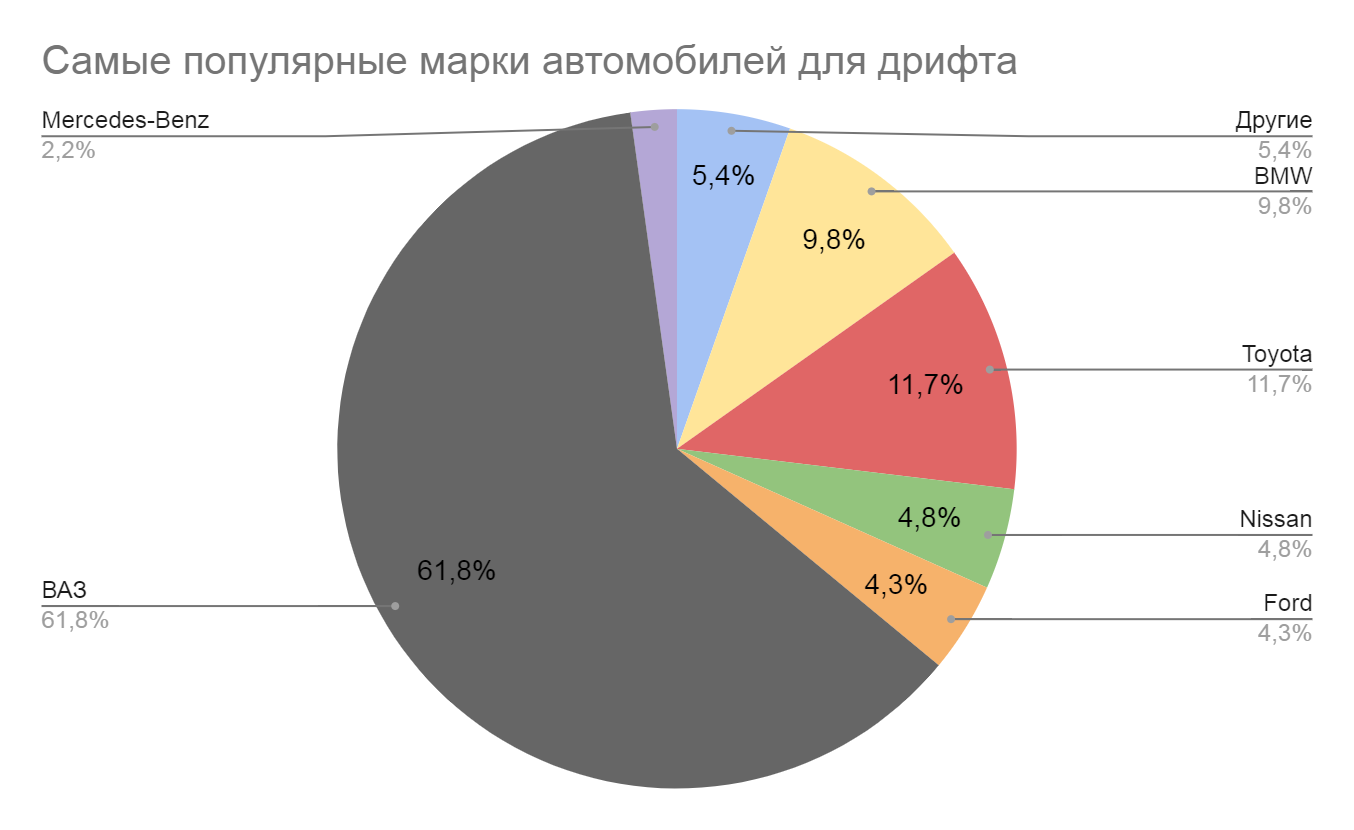 Самые популярные марки автомобилей для дрифта
Mercedes-Benz
2,2%
Другие
5,4%
BMW
9,8%
Toyota
11,7%
Nissan
4,8%
Ford
4,3%
ВАЗ
61,8%
5,4%
9,8%
11,7%
4,8%
4,3%
61,8%